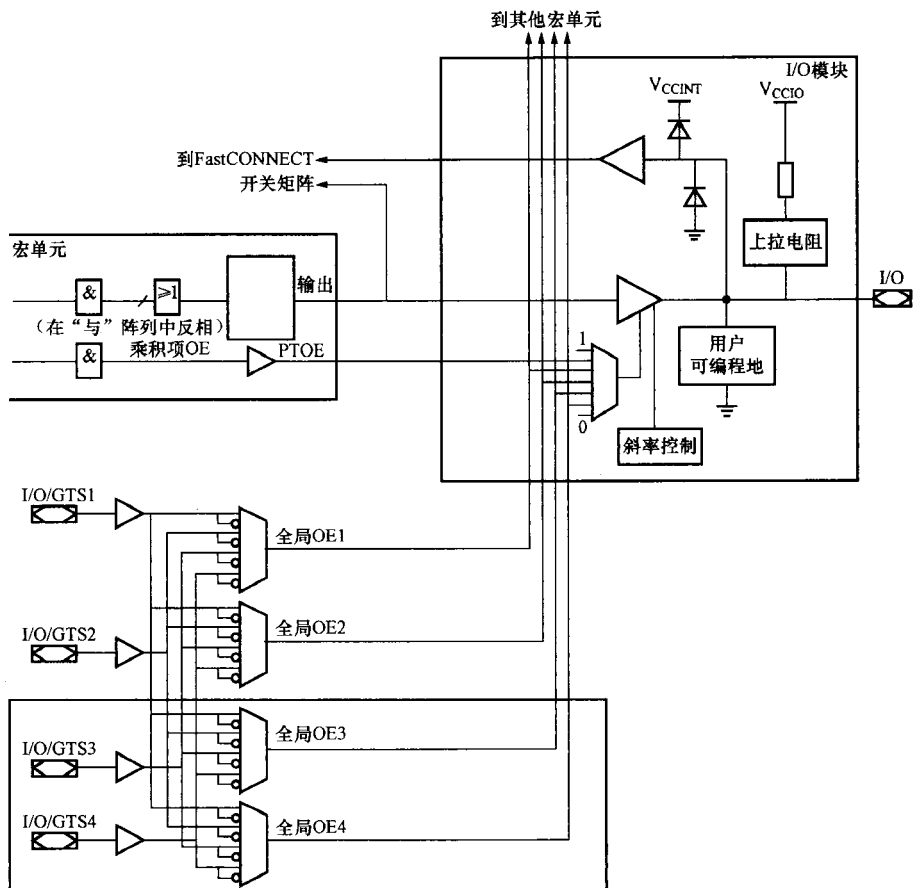 到其他宏单元
I/O模块
V_CCINT
V_CCIO
到FastCONNECT
开关矩阵
上拉电阻
宏单元
I/O
&
≥1
输出
(在“与”阵列中反相)
乘积项OE
&
PTOE
用户
可编程地
1
0
斜率控制
I/O/GTS1
全局OE1
I/O/GTS2
全局OE2
I/O/GTS3
全局OE3
I/O/GTS4
全局OE4